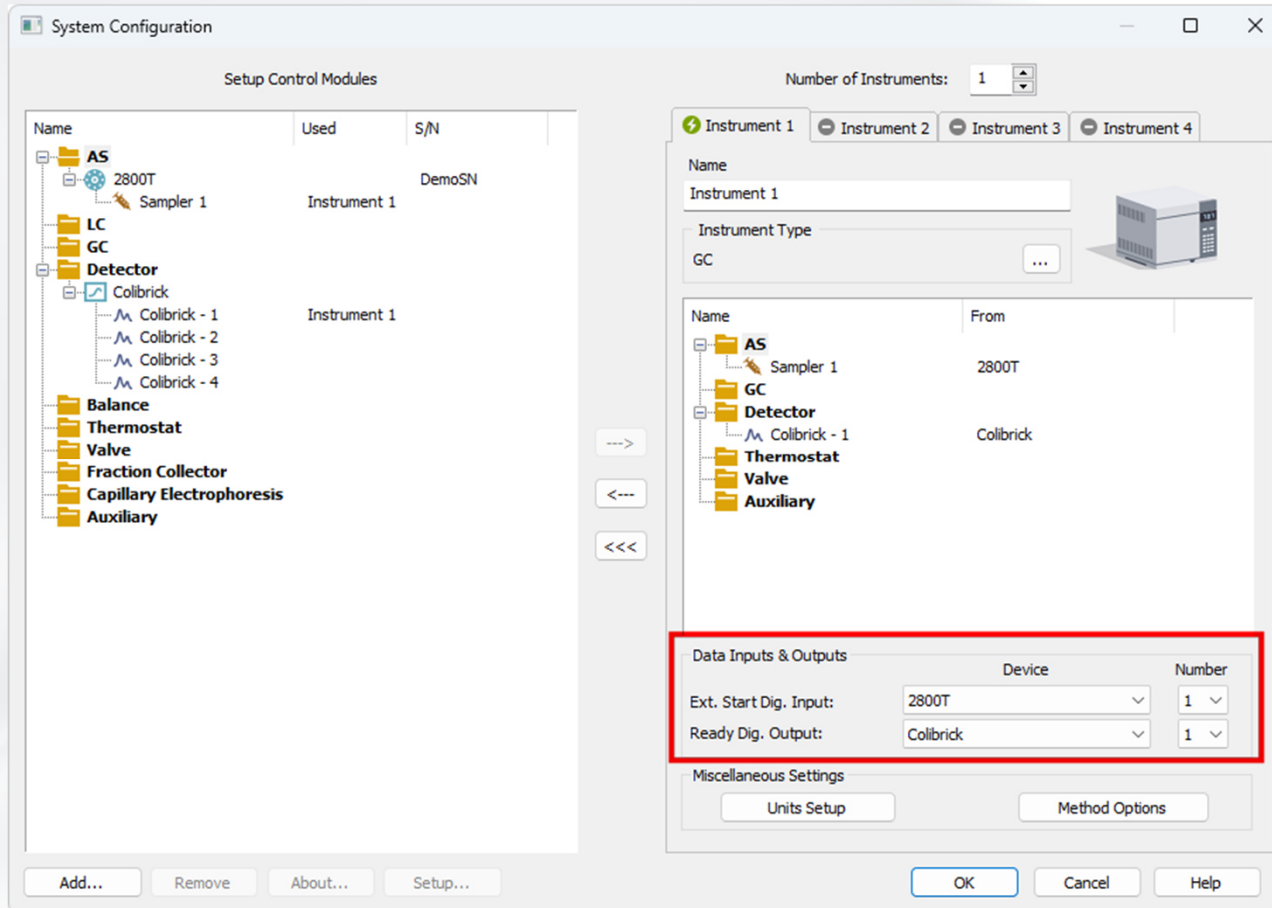 System Configuration
Setup Control Modules
Name Used S/N
AS
2800T DemoSN
Sampler 1 Instrument 1
LC
GC
Detector
Colibrick
Colibrick - 1 Instrument 1
Colibrick - 2
Colibrick - 3
Colibrick - 4
Balance
Thermostat
Valve
Fraction Collector
Capillary Electrophoresis
Auxiliary
--->
<---
<<<
Add... Remove About... Setup...
Number of Instruments: 1
Instrument 1 Instrument 2 Instrument 3 Instrument 4
Name
Instrument 1
Instrument Type
GC ...
Name From
AS
Sampler 1 2800T
GC
Detector
Colibrick - 1 Colibrick
Thermostat
Valve
Auxiliary
Data Inputs & Outputs
Device Number
Ext. Start Dig. Input: 2800T 1
Ready Dig. Output: Colibrick 1
Miscellaneous Settings
Units Setup Method Options
OK Cancel Help